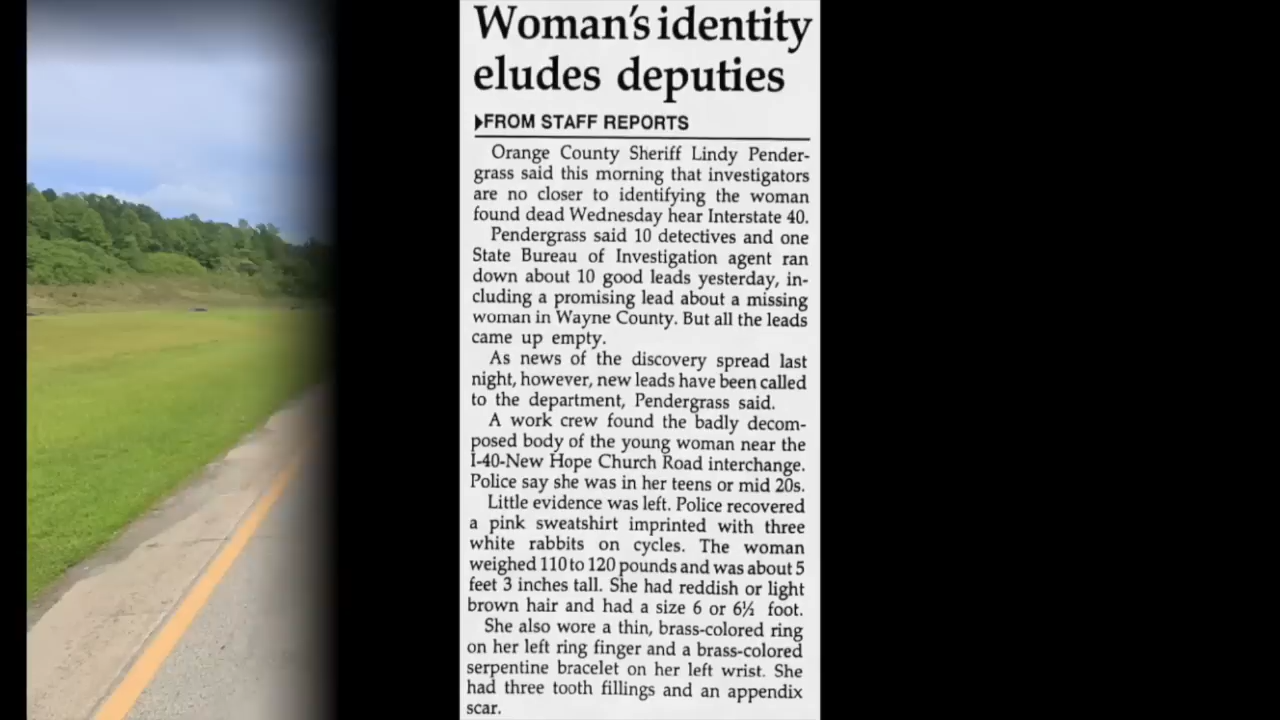 Woman's identity
eludes deputies
▶FROM STAFF REPORTS
Orange County Sheriff Lindy Pender-
grass said this morning that investigators
are no closer to identifying the woman
found dead Wednesday hear Interstate 40.
Pendergrass said 10 detectives and one
State Bureau of Investigation agent ran
down about 10 good leads yesterday, in-
cluding a promising lead about a missing
woman in Wayne County. But all the leads
came up empty.
As news of the discovery spread last
night, however, new leads have been called
to the department, Pendergrass said.
A work crew found the badly decom-
posed body of the young woman near the
I-40-New Hope Church Road interchange.
Police say she was in her teens or mid 20s.
Little evidence was left. Police recovered
a pink sweatshirt imprinted with three
white rabbits on cycles. The woman
weighed 110 to 120 pounds and was about 5
feet 3 inches tall. She had reddish or light
brown hair and had a size 6 or 6½ foot.
She also wore a thin, brass-colored ring
on her left ring finger and a brass-colored
serpentine bracelet on her left wrist. She
had three tooth fillings and an appendix
scar.